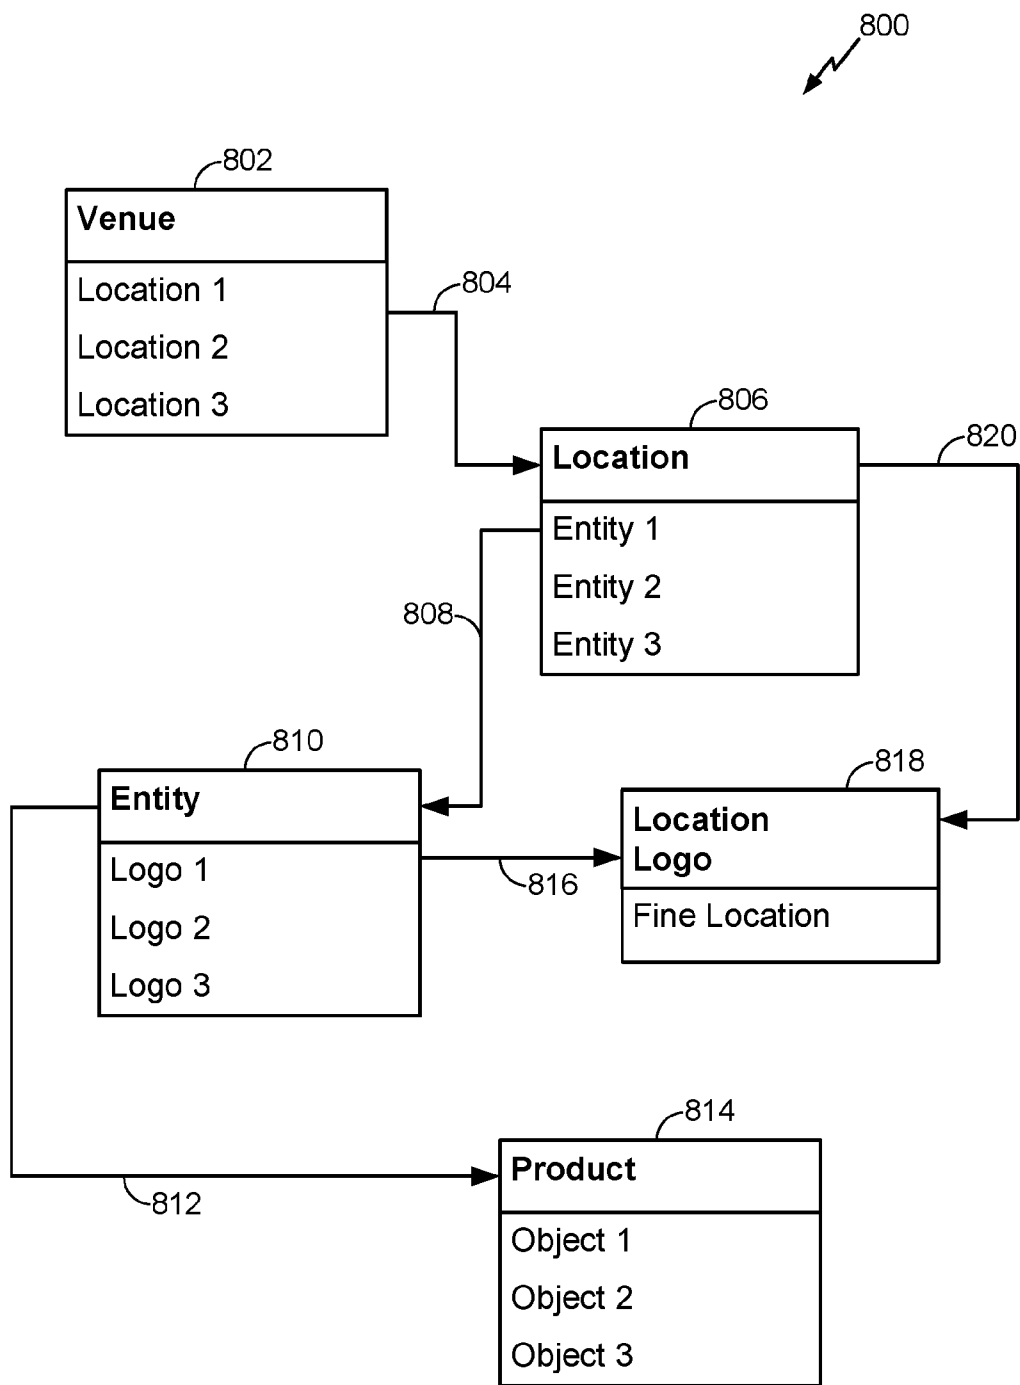 800
802
Venue
Location 1
Location 2
Location 3
804
806
Location
Entity 1
Entity 2
Entity 3
820
808
810
Entity
Logo 1
Logo 2
Logo 3
816
818
Location
Logo
Fine Location
812
814
Product
Object 1
Object 2
Object 3